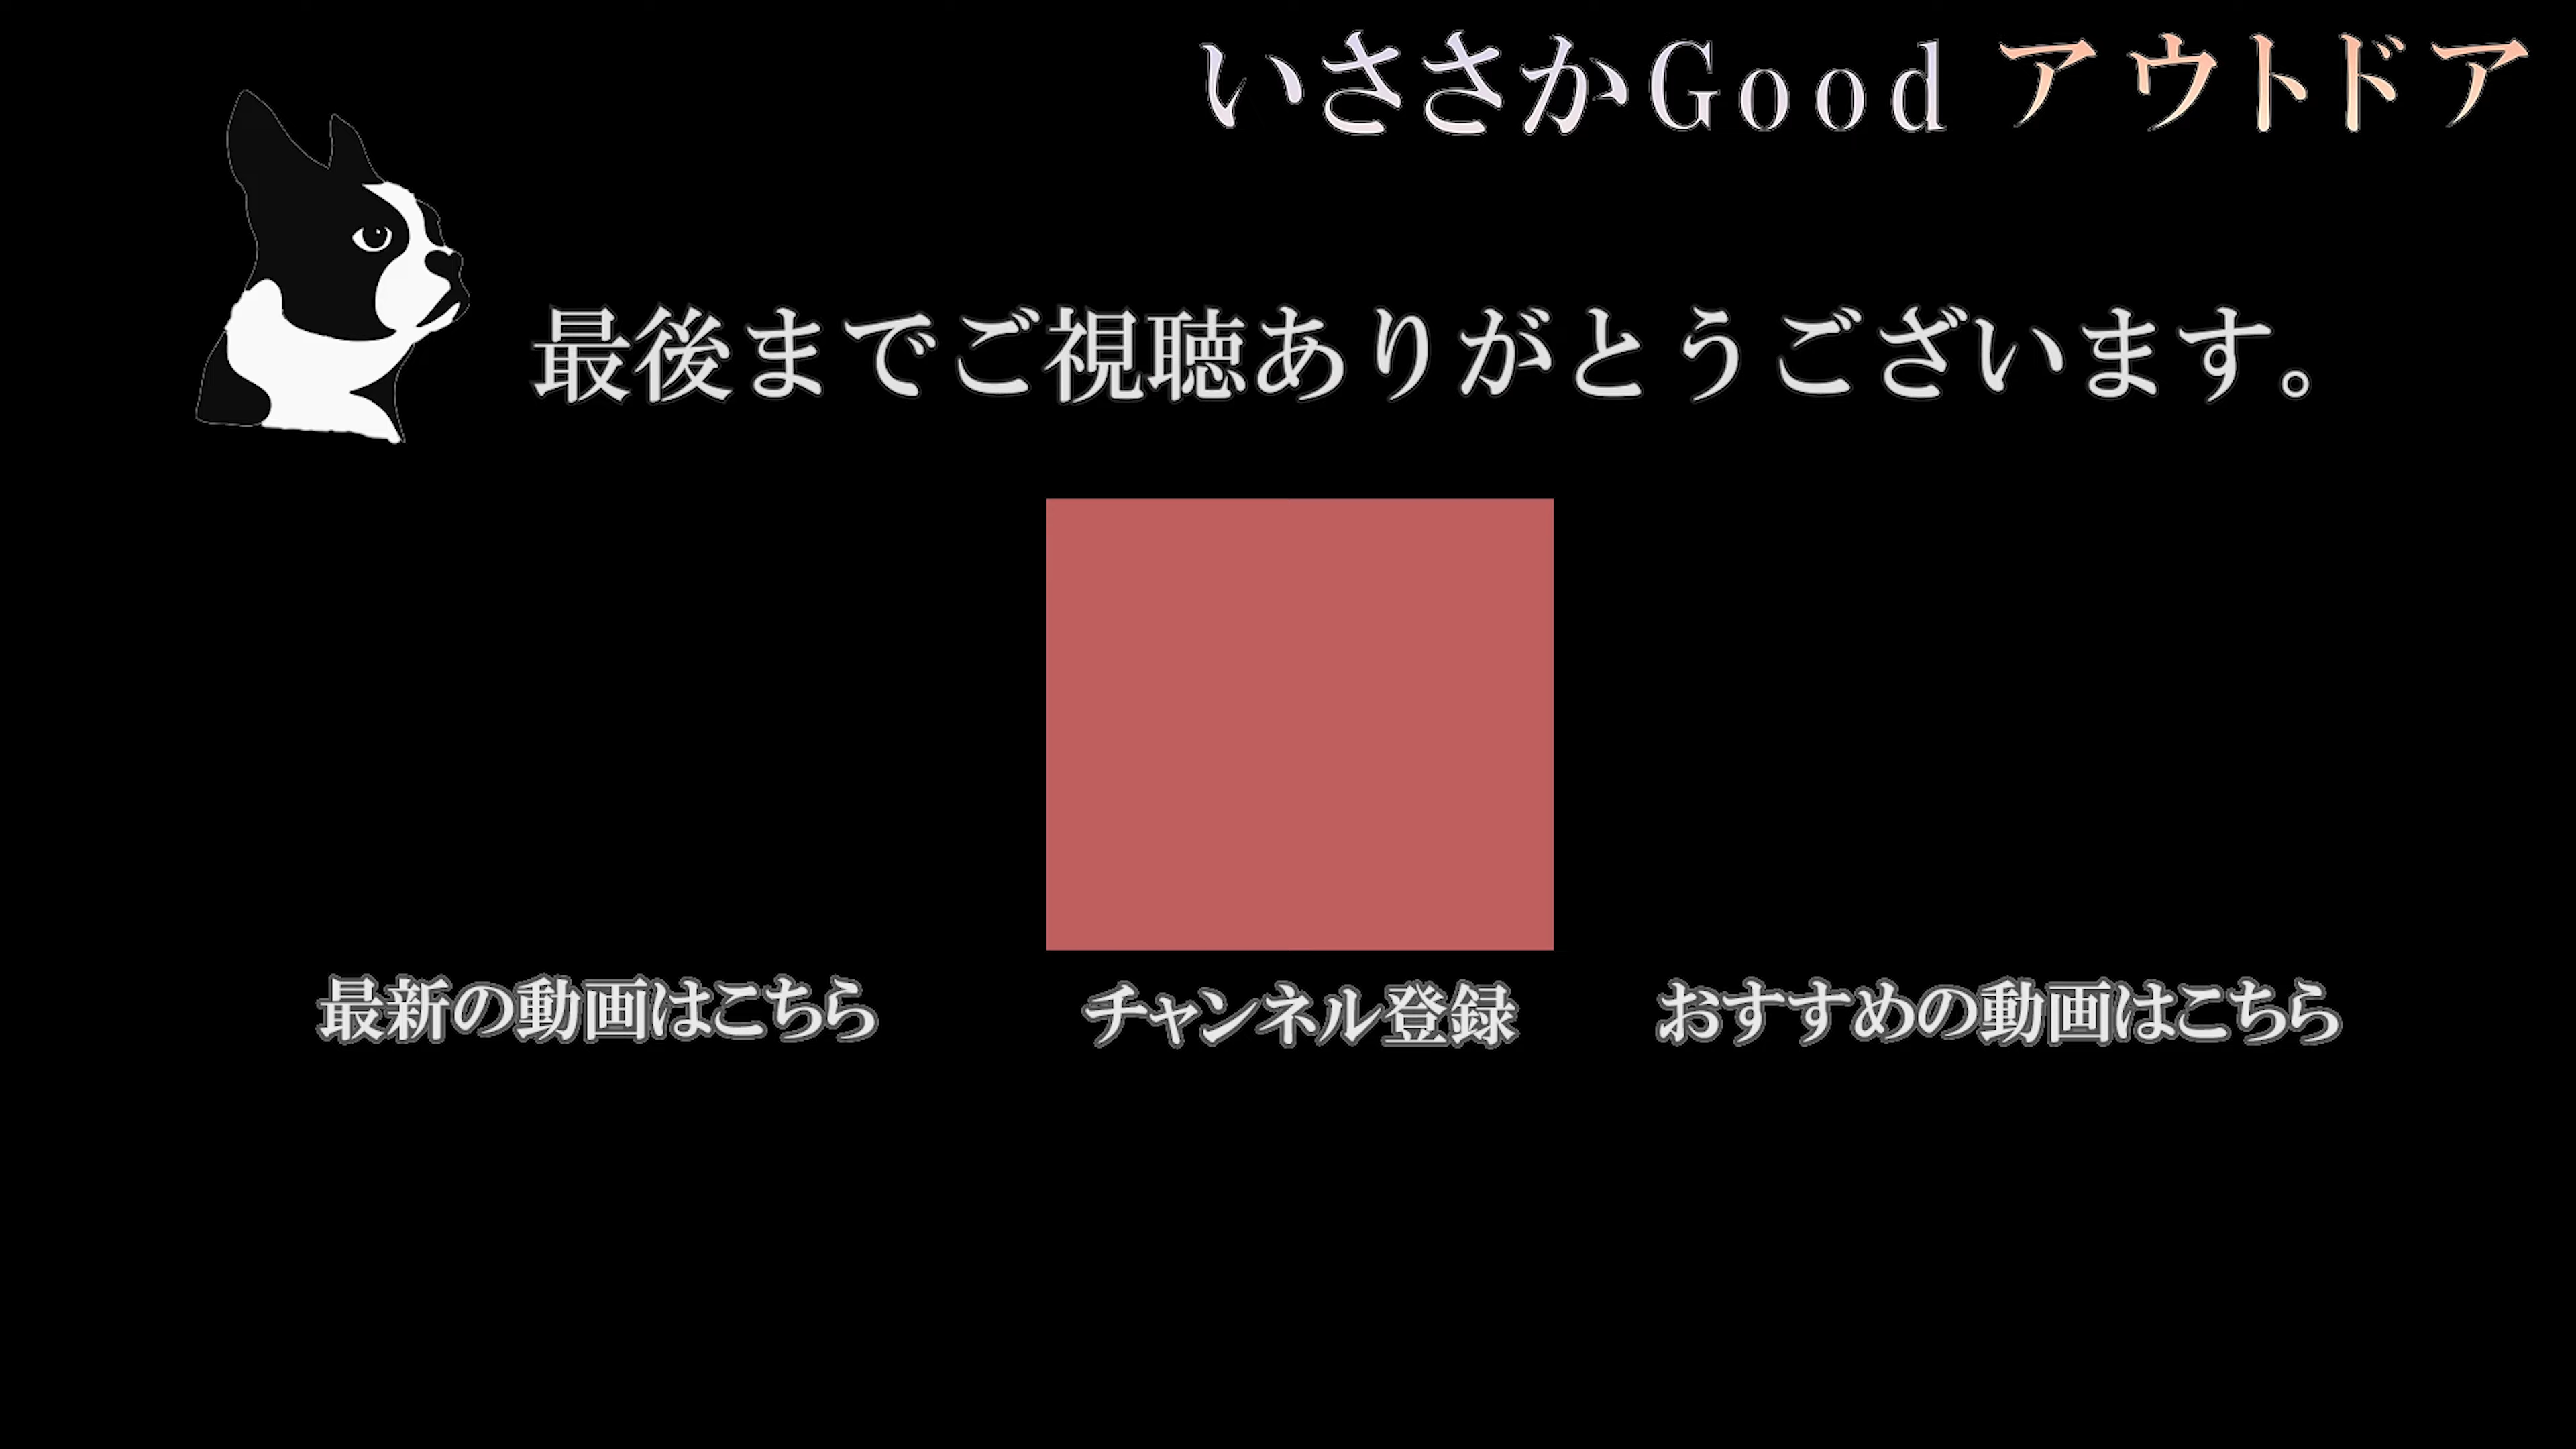 いささかGood アウトドア
最後までご視聴ありがとうございます。
最新の動画はこちら
チャンネル登録
おすすめの動画はこちら